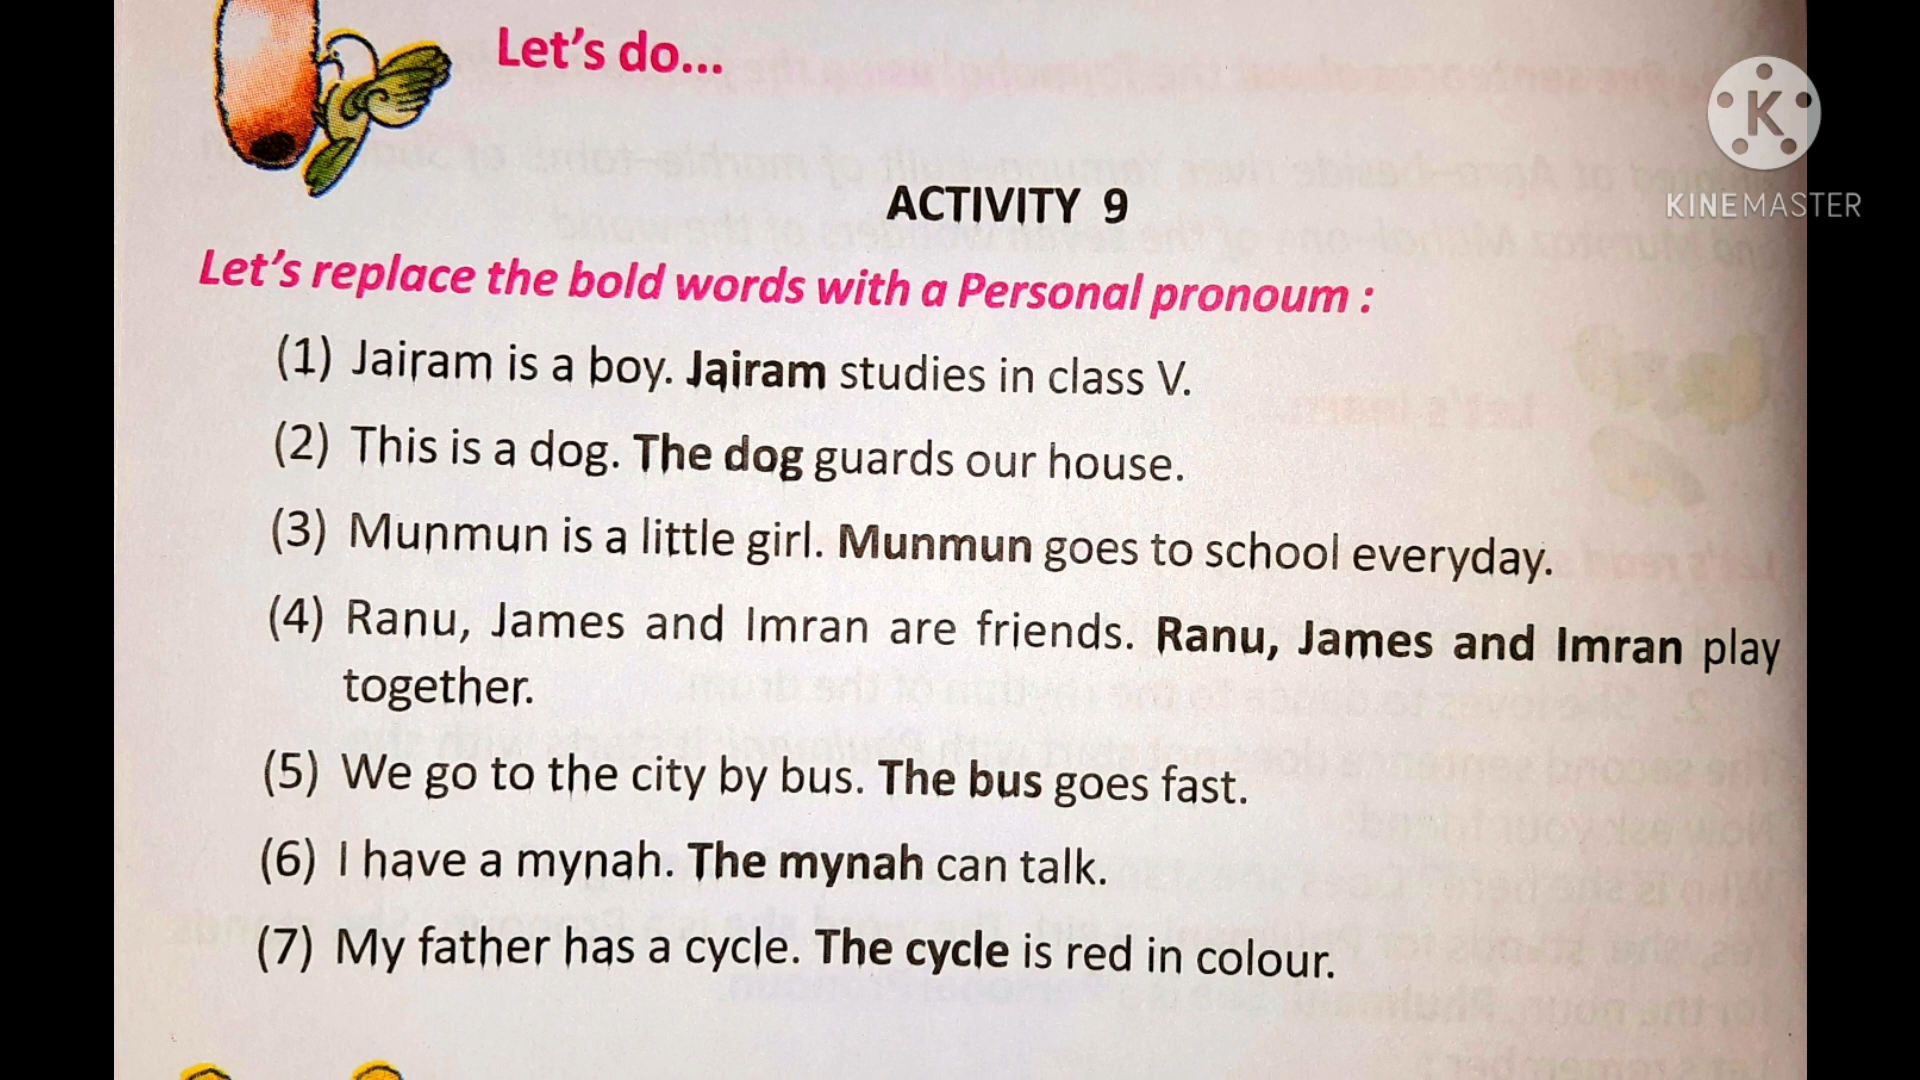 Let's do...
K
KINEMASTER
ACTIVITY 9
Let's replace the bold words with a Personal pronoum :
(1) Jairam is a boy. Jairam studies in class V.
(2) This is a dog. The dog guards our house.
(3) Munmun is a little girl. Munmun goes to school everyday.
(4) Ranu, James and Imran are friends. Ranu, James and Imran play
together.
(5) We go to the city by bus. The bus goes fast.
(6) I have a mynah. The mynah can talk.
(7) My father has a cycle. The cycle is red in colour.